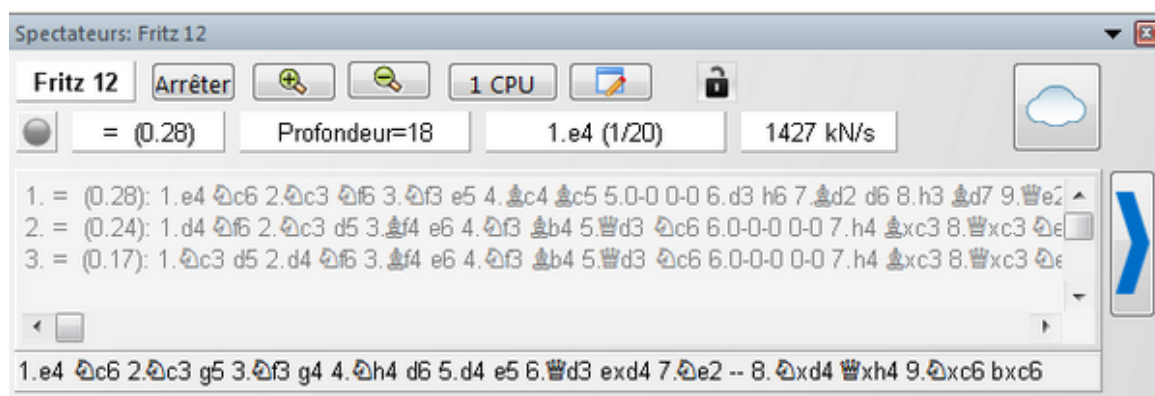 Spectateurs: Fritz 12
Fritz 12 Arrêter 1 CPU
= (0.28) Profondeur=18 1.e4 (1/20) 1427 kN/s
1. = (0.28): 1.e4 ♘c6 2.♘c3 ♘f6 3.♘f3 e5 4.♗c4 ♗c5 5.0-0 0-0 6.d3 h6 7.♗d2 d6 8.h3 ♗d7 9.♕e2
2. = (0.24): 1.d4 ♘f6 2.♘c3 d5 3.♗f4 e6 4.♘f3 ♗b4 5.♕d3 ♘c6 6.0-0-0 0-0 7.h4 ♗xc3 8.♕xc3 ♘e
3. = (0.17): 1.♘c3 d5 2.d4 ♘f6 3.♗f4 e6 4.♘f3 ♗b4 5.♕d3 ♘c6 6.0-0-0 0-0 7.h4 ♗xc3 8.♕xc3 ♘e
1.e4 ♘c6 2.♘c3 g5 3.♘f3 g4 4.♘h4 d6 5.d4 e5 6.♕d3 exd4 7.♘e2 -- 8. ♘xd4 ♕xh4 9.♘xc6 bxc6